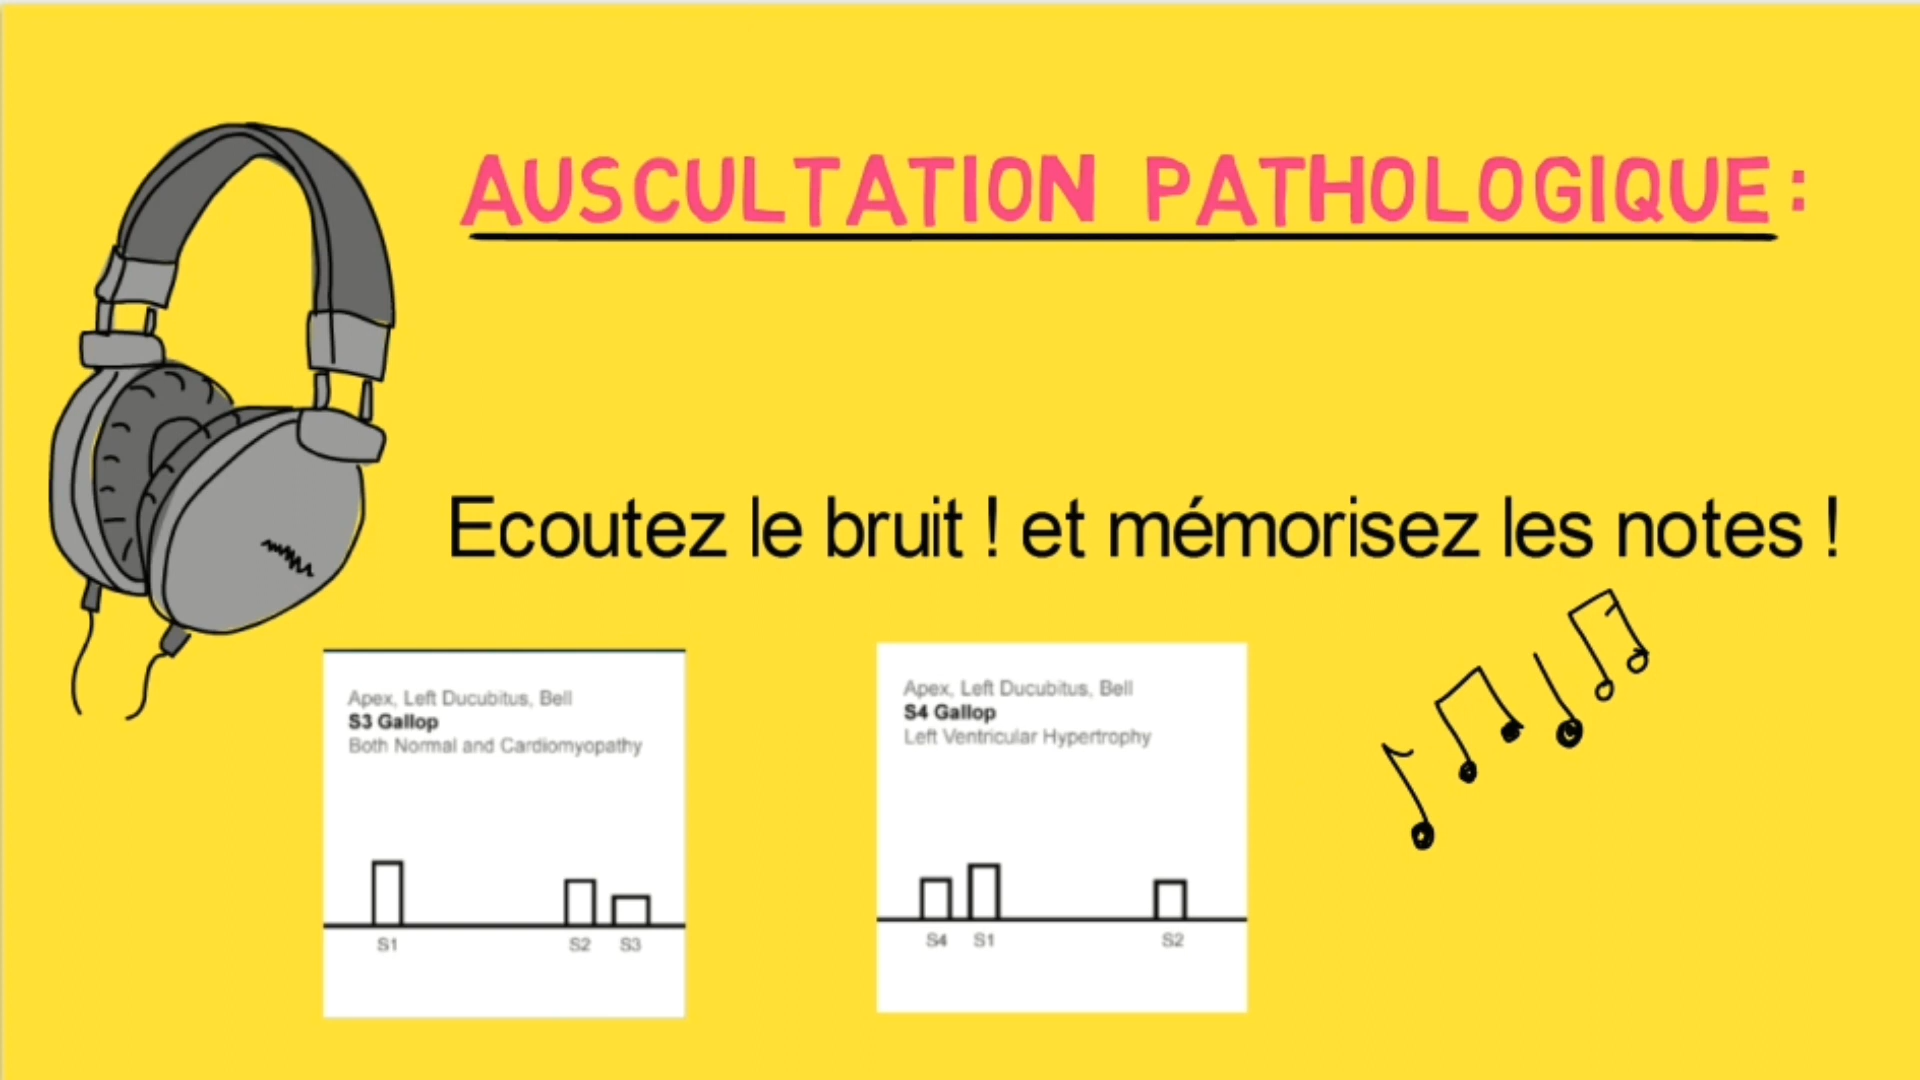 AUSCULTATION PATHOLOGIQUE :
Ecoutez le bruit ! et mémorisez les notes !
Apex, Left Ducubitus, Bell
S3 Gallop
Both Normal and Cardiomyopathy
S1 S2 S3
Apex, Left Ducubitus, Bell
S4 Gallop
Left Ventricular Hypertrophy
S4 S1 S2